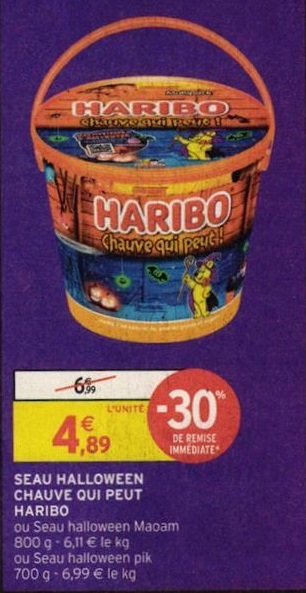 HARIBO
Chauve qui peut !
HARIBO
Chauve qui peut !
6€,99
L'UNITÉ
4€,89
-30%
DE REMISE
IMMÉDIATE*
SEAU HALLOWEEN
CHAUVE QUI PEUT
HARIBO
ou Seau halloween Maoam
800 g - 6,11 € le kg
ou Seau halloween pik
700 g - 6,99 € le kg